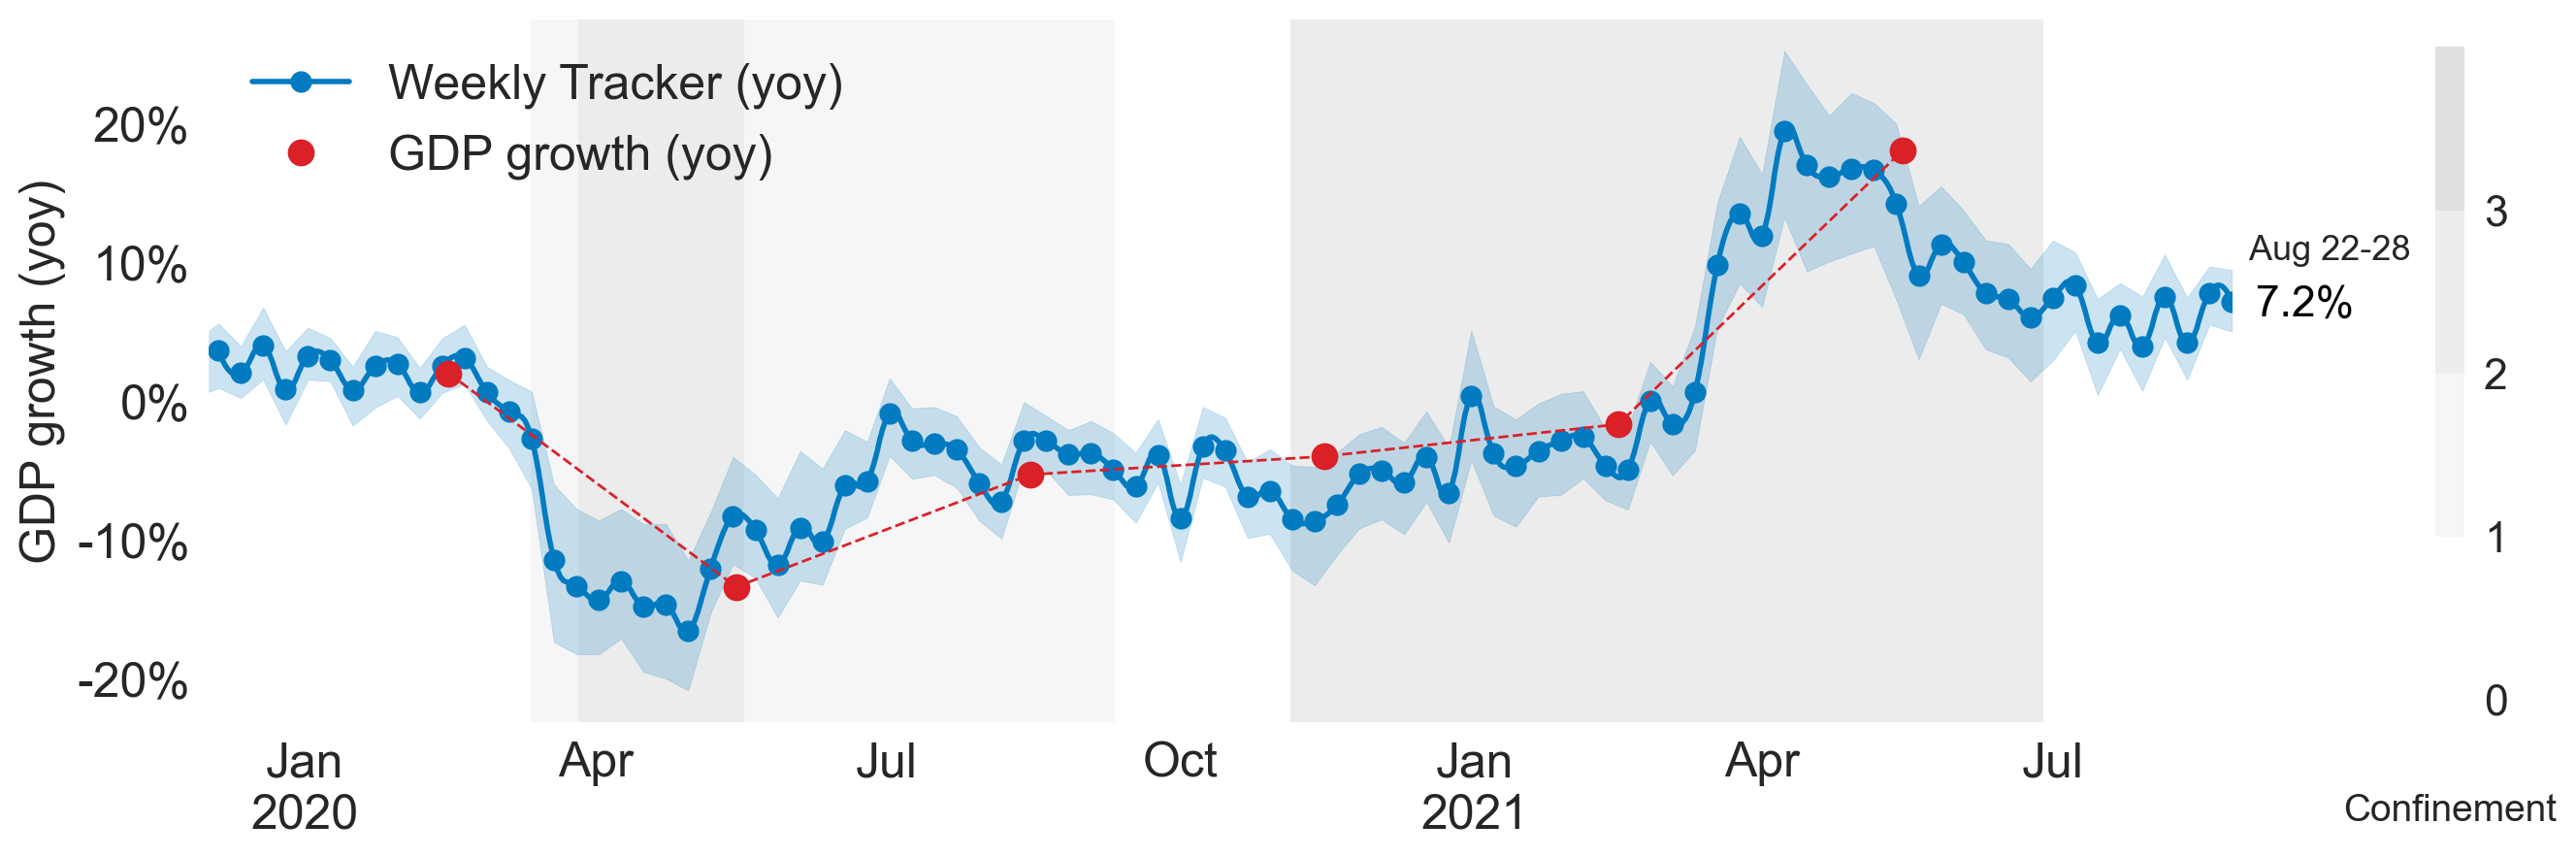 Weekly Tracker (yoy)
GDP growth (yoy)
GDP growth (yoy)
20%
10%
0%
-10%
-20%
Jan
2020
Apr
Jul
Oct
Jan
2021
Apr
Jul
Aug 22-28
7.2%
3
2
1
0
Confinement